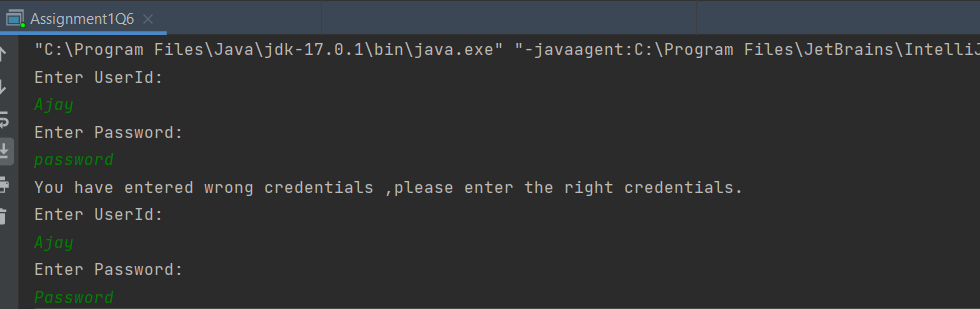 Assignment1Q6
"C:\Program Files\Java\jdk-17.0.1\bin\java.exe" "-javaagent:C:\Program Files\JetBrains\IntelliJ
Enter UserId:
Ajay
Enter Password:
password
You have entered wrong credentials ,please enter the right credentials.
Enter UserId:
Ajay
Enter Password:
Password